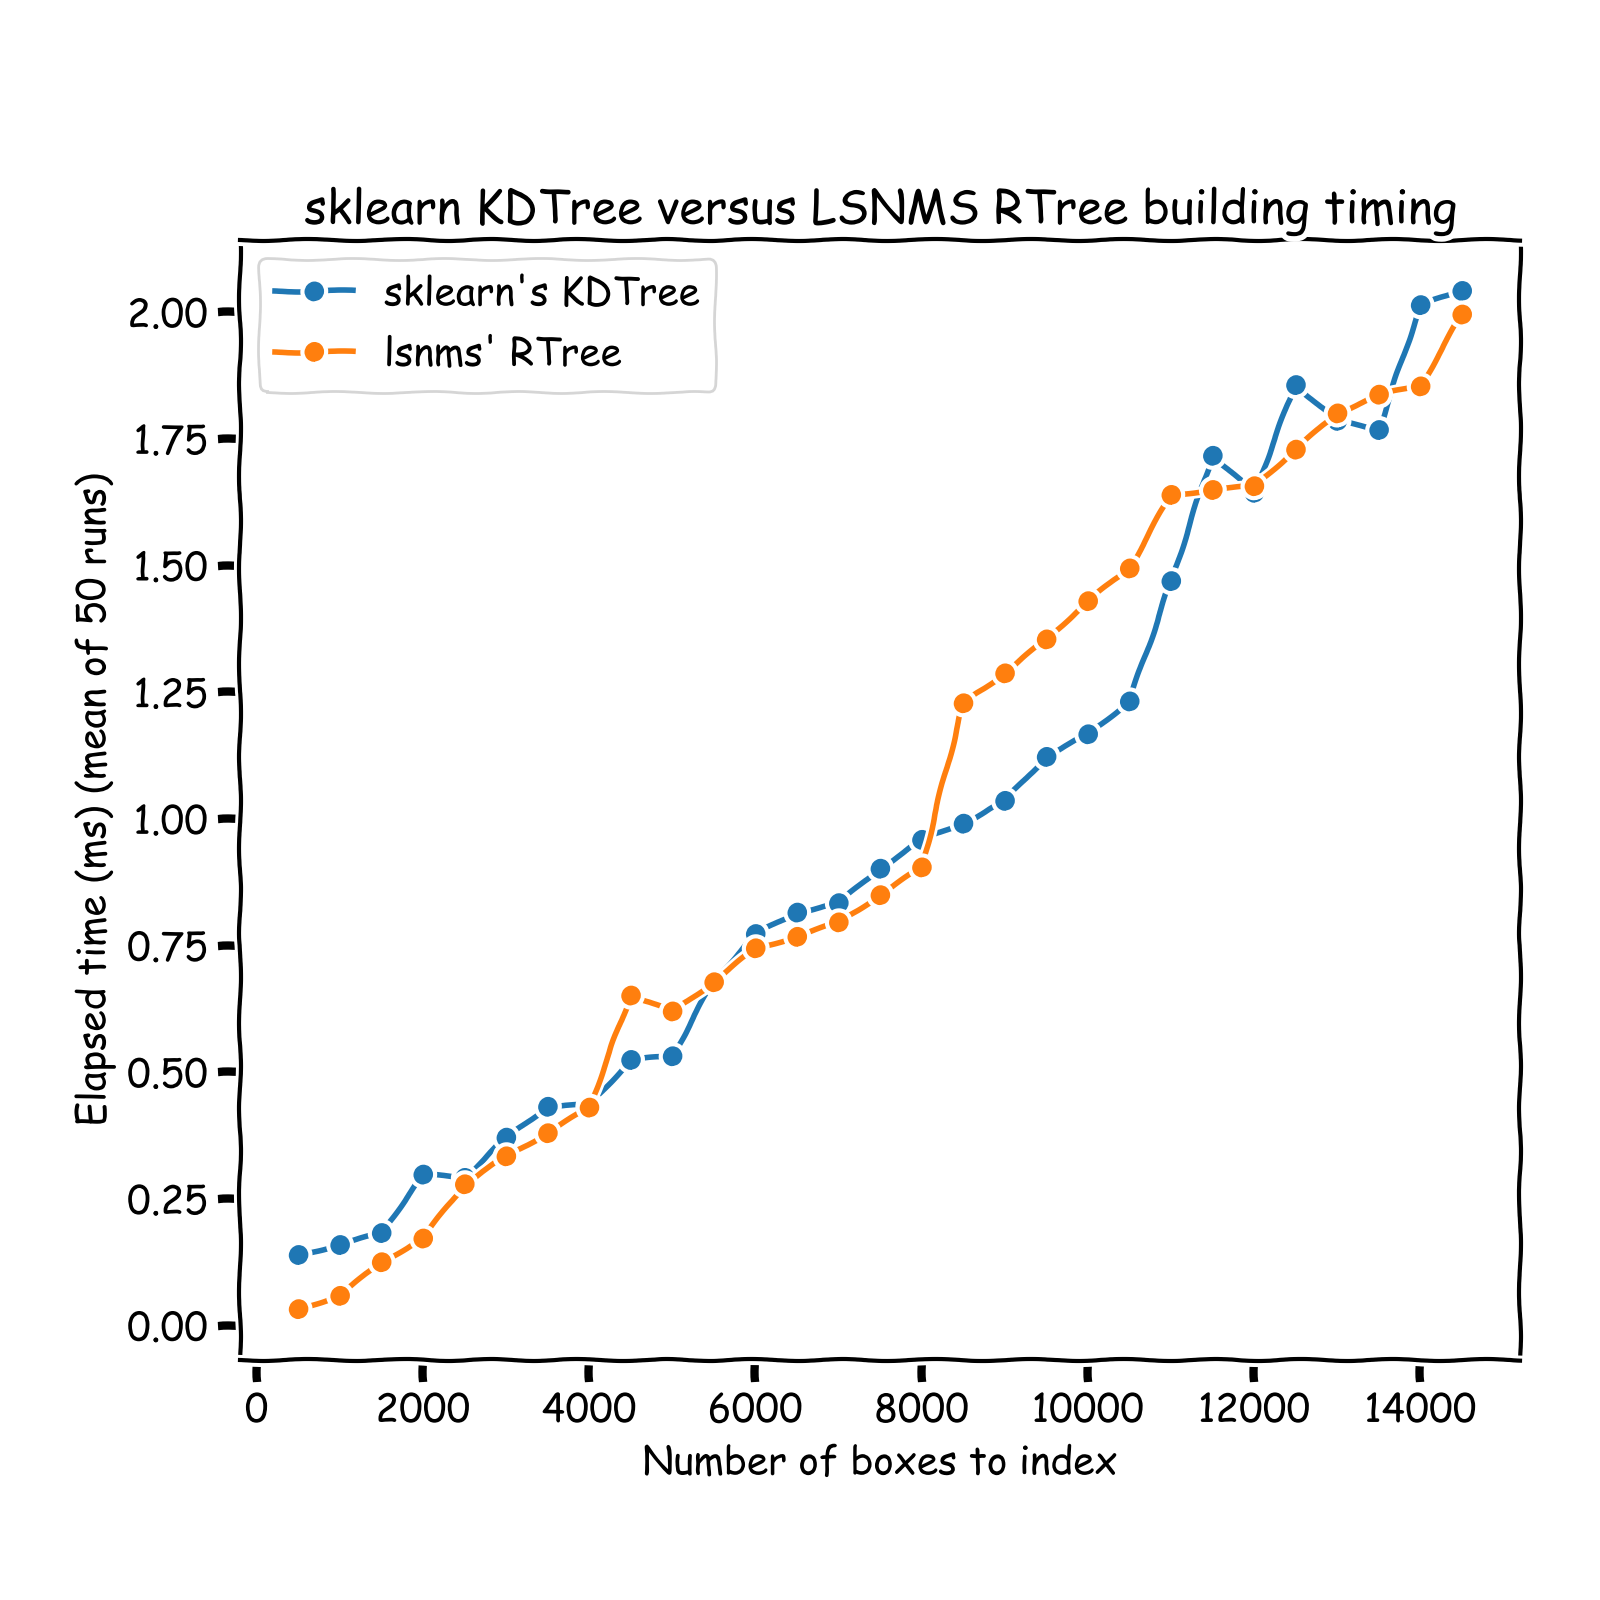 sklearn KDTree versus LSNMS RTree building timing
sklearn's KDTree
lsnms' RTree
2.00
1.75
1.50
1.25
1.00
0.75
0.50
0.25
0.00
Elapsed time (ms) (mean of 50 runs)
0 2000 4000 6000 8000 10000 12000 14000
Number of boxes to index